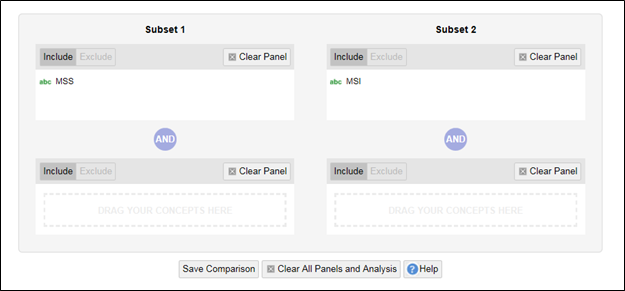 Subset 1
Subset 2
Include Exclude Clear Panel
Include Exclude Clear Panel
abc MSS
abc MSI
AND
AND
Include Exclude Clear Panel
Include Exclude Clear Panel
DRAG YOUR CONCEPTS HERE
DRAG YOUR CONCEPTS HERE
Save Comparison Clear All Panels and Analysis ? Help